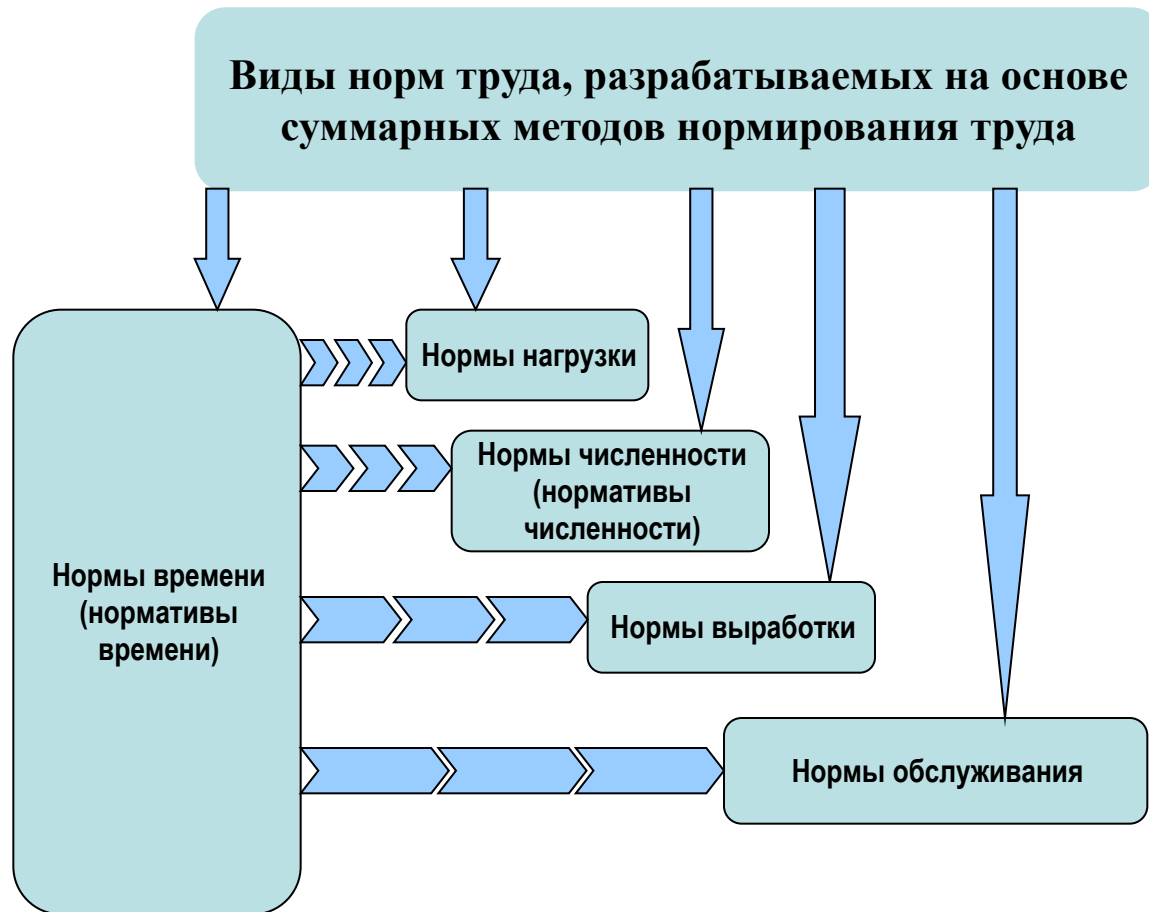 Виды норм труда, разрабатываемых на основе
суммарных методов нормирования труда
Нормы нагрузки
Нормы численности
(нормативы
численности)
Нормы времени
(нормативы
времени)
Нормы выработки
Нормы обслуживания